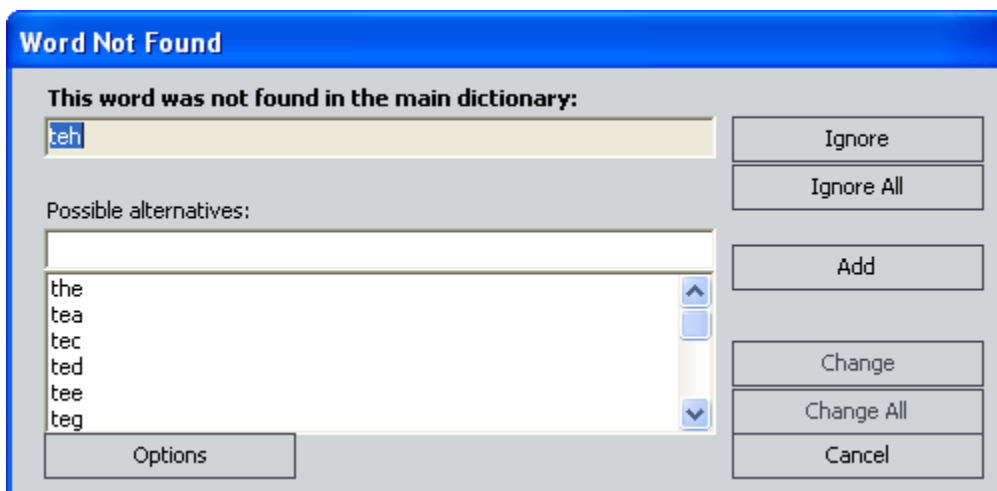 Word Not Found
This word was not found in the main dictionary:
teh
Ignore
Ignore All
Possible alternatives:
Add
the
tea
tec
ted
tee
teg
Change
Change All
Options
Cancel